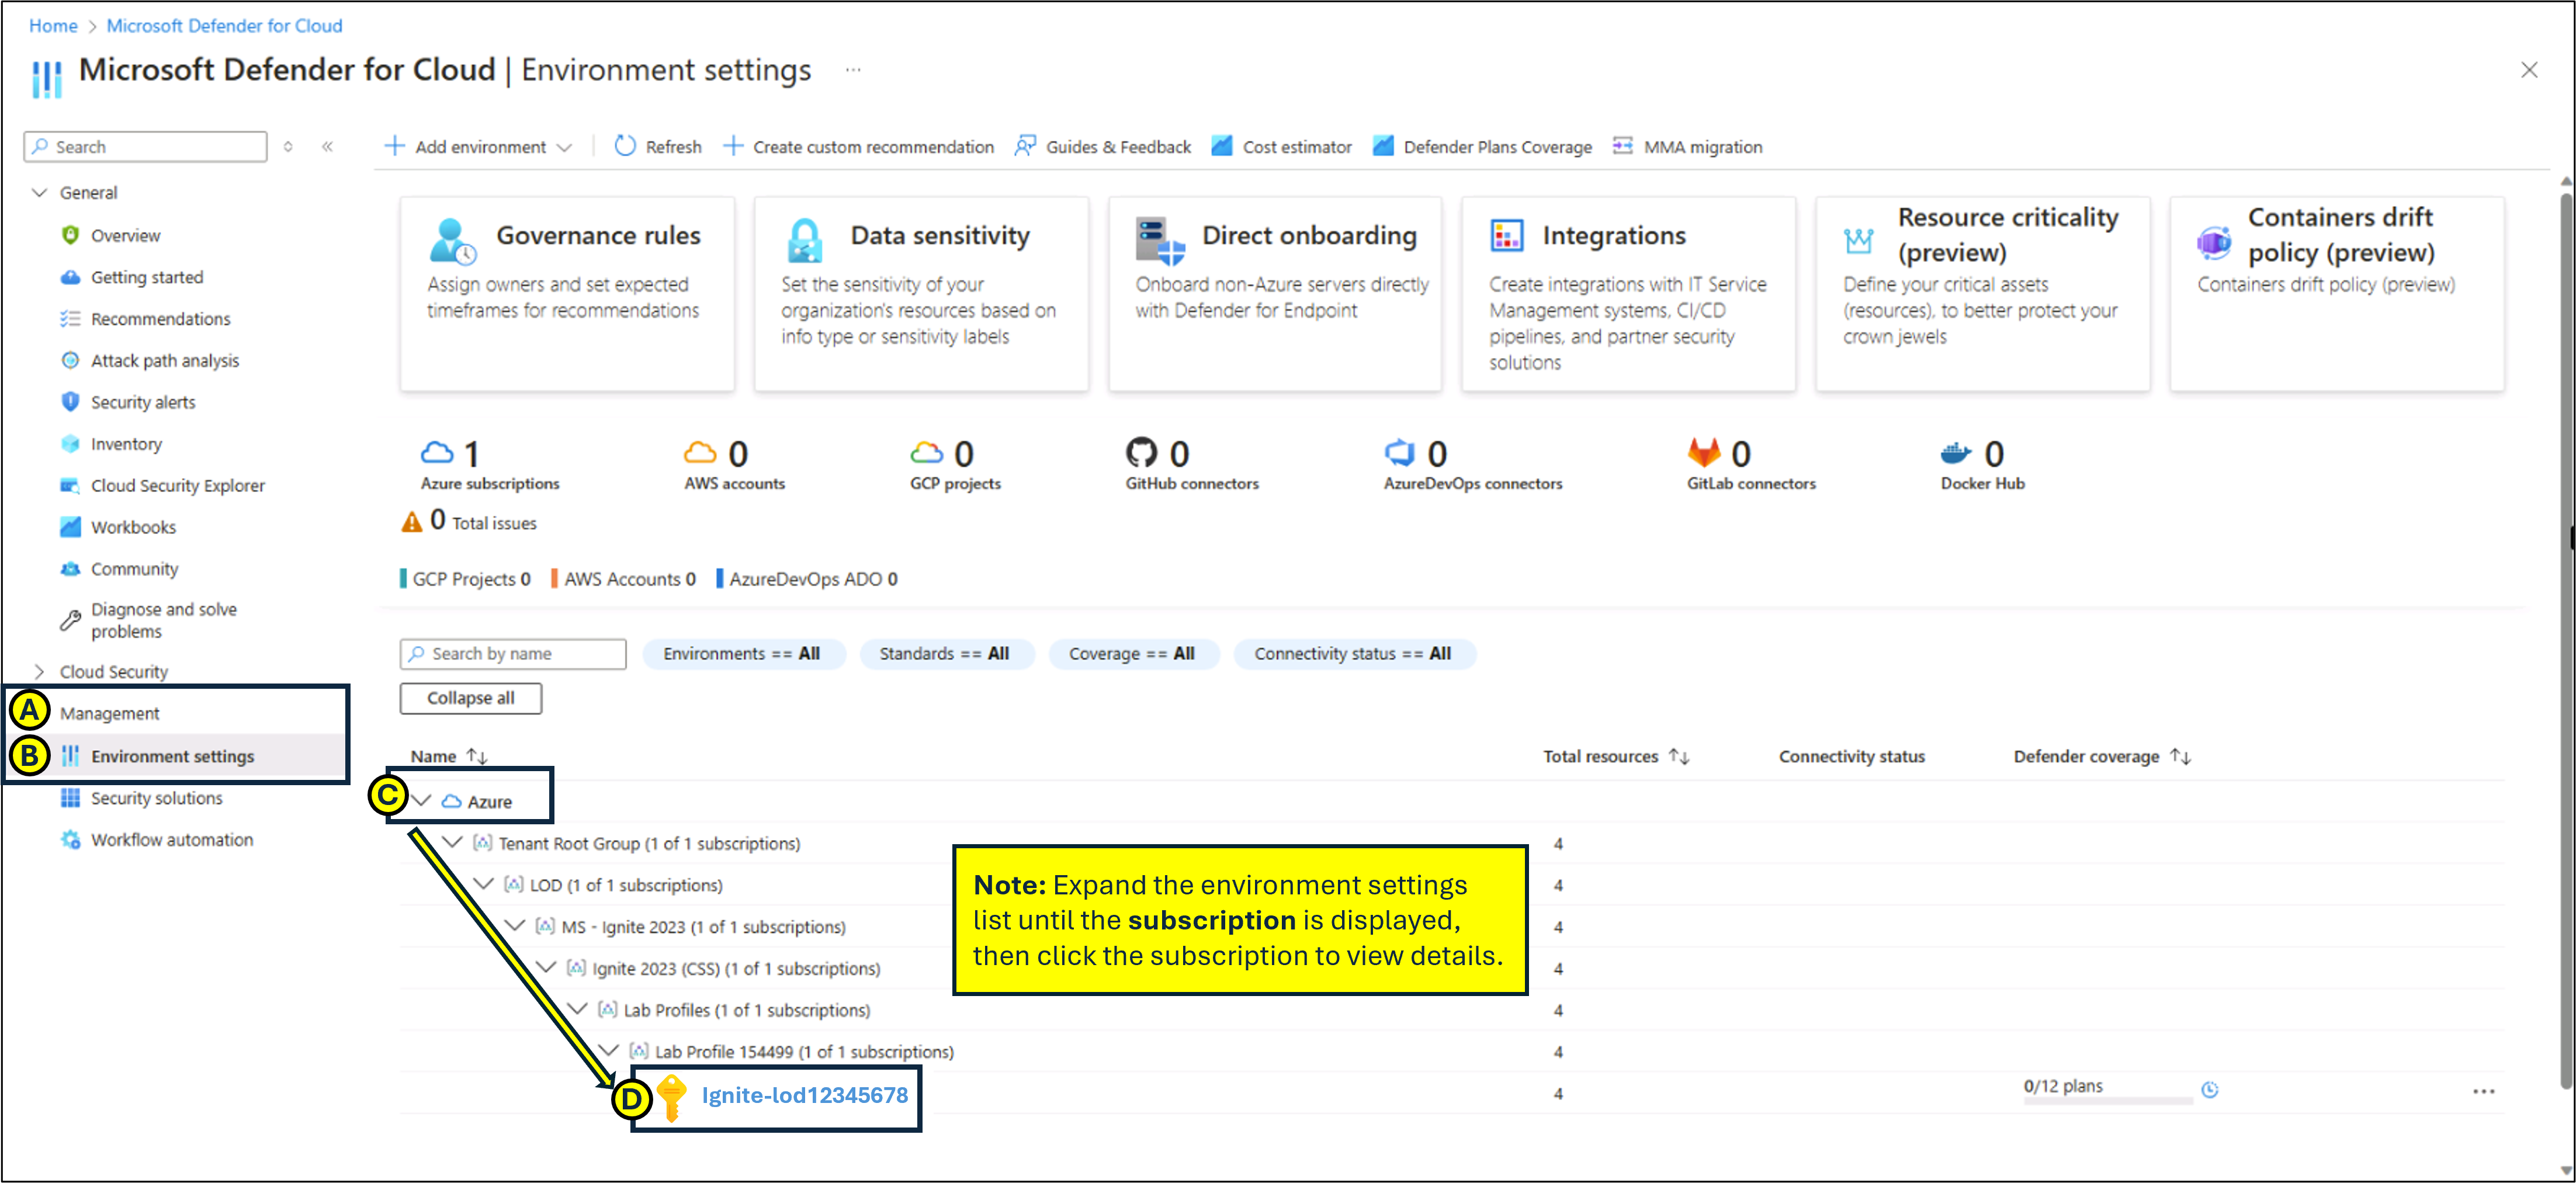 Home > Microsoft Defender for Cloud
Microsoft Defender for Cloud | Environment settings ...
Search
General
Overview
Getting started
Recommendations
Attack path analysis
Security alerts
Inventory
Cloud Security Explorer
Workbooks
Community
Diagnose and solve
problems
Cloud Security
A Management
B Environment settings
Security solutions
Workflow automation
Add environment
Refresh
Create custom recommendation
Guides & Feedback
Cost estimator
Defender Plans Coverage
MMA migration
Governance rules
Assign owners and set expected
timeframes for recommendations
Data sensitivity
Set the sensitivity of your
organization's resources based on
info type or sensitivity labels
Direct onboarding
Onboard non-Azure servers directly
with Defender for Endpoint
Integrations
Create integrations with IT Service
Management systems, CI/CD
pipelines, and partner security
solutions
Resource criticality
(preview)
Define your critical assets
(resources), to better protect your
crown jewels
Containers drift
policy (preview)
Containers drift policy (preview)
1
Azure subscriptions
0
AWS accounts
0
GCP projects
0
GitHub connectors
0
AzureDevOps connectors
0
GitLab connectors
0
Docker Hub
0 Total issues
GCP Projects 0 AWS Accounts 0 AzureDevOps ADO 0
Search by name
Environments == All
Standards == All
Coverage == All
Connectivity status == All
Collapse all
Name Total resources Connectivity status Defender coverage
C Azure
Tenant Root Group (1 of 1 subscriptions) 4
LOD (1 of 1 subscriptions) 4
MS - Ignite 2023 (1 of 1 subscriptions) 4
Ignite 2023 (CSS) (1 of 1 subscriptions) 4
Lab Profiles (1 of 1 subscriptions) 4
Lab Profile 154499 (1 of 1 subscriptions) 4
D Ignite-lod12345678 4 0/12 plans ...
Note: Expand the environment settings
list until the subscription is displayed,
then click the subscription to view details.